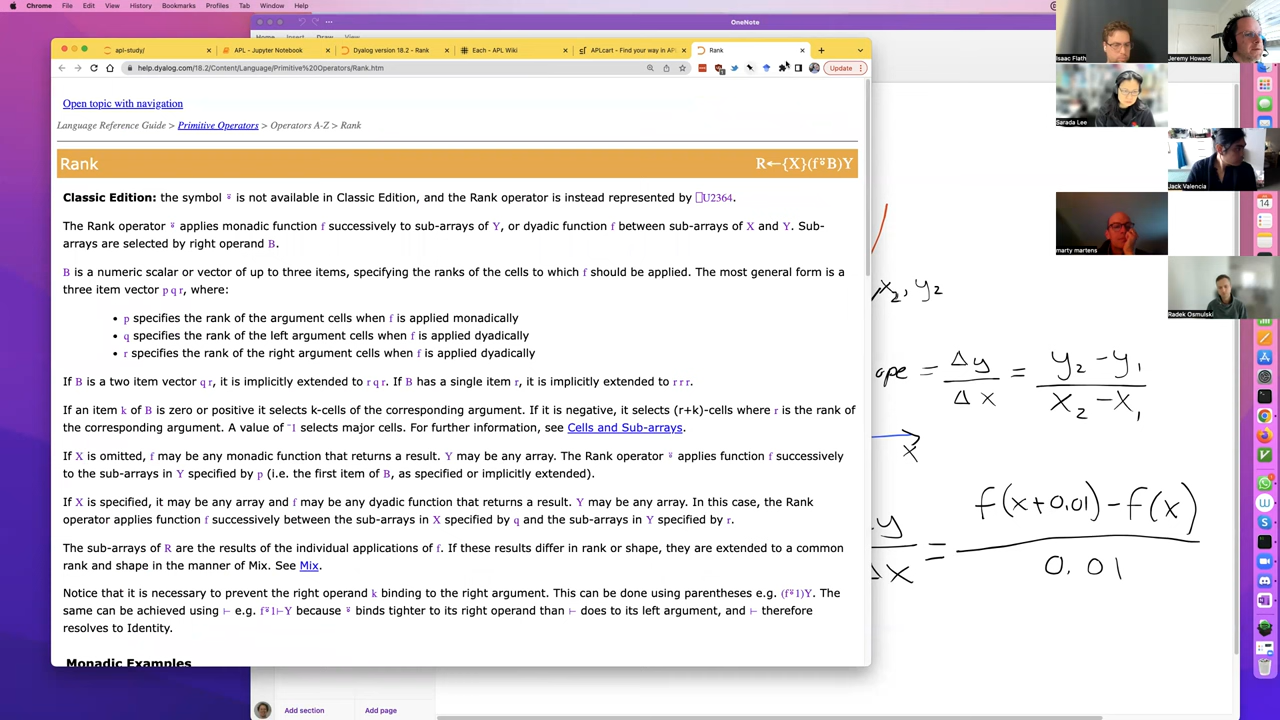 Chrome File Edit View History Bookmarks Profiles Tab Window Help
OneNote
Home Insert
apl-study/
APL - Jupyter Notebook
Dyalog version 18.2 - Rank
Each - APL Wiki
APLcart - Find your way in AP
Rank
help.dyalog.com/18.2/Content/Language/Primitive%20Operators/Rank.htm
Update
Open topic with navigation
Language Reference Guide > Primitive Operators > Operators A-Z > Rank
Rank R←{X}(f⍤B)Y
Classic Edition: the symbol ⍤ is not available in Classic Edition, and the Rank operator is instead represented by ⎕U2364.
The Rank operator ⍤ applies monadic function f successively to sub-arrays of Y, or dyadic function f between sub-arrays of X and Y. Sub-
arrays are selected by right operand B.
B is a numeric scalar or vector of up to three items, specifying the ranks of the cells to which f should be applied. The most general form is a
three item vector p q r, where:
• p specifies the rank of the argument cells when f is applied monadically
• q specifies the rank of the left argument cells when f is applied dyadically
• r specifies the rank of the right argument cells when f is applied dyadically
If B is a two item vector q r, it is implicitly extended to r q r. If B has a single item r, it is implicitly extended to r r r.
If an item k of B is zero or positive it selects k-cells of the corresponding argument. If it is negative, it selects (r+k)-cells where r is the rank of
the corresponding argument. A value of ¯1 selects major cells. For further information, see Cells and Sub-arrays.
If X is omitted, f may be any monadic function that returns a result. Y may be any array. The Rank operator ⍤ applies function f successively
to the sub-arrays in Y specified by p (i.e. the first item of B, as specified or implicitly extended).
If X is specified, it may be any array and f may be any dyadic function that returns a result. Y may be any array. In this case, the Rank
operator applies function f successively between the sub-arrays in X specified by q and the sub-arrays in Y specified by r.
The sub-arrays of R are the results of the individual applications of f. If these results differ in rank or shape, they are extended to a common
rank and shape in the manner of Mix. See Mix.
Notice that it is necessary to prevent the right operand k binding to the right argument. This can be done using parentheses e.g. (f⍤1)Y. The
same can be achieved using ⊢ e.g. f⍤1⊢Y because ⍤ binds tighter to its right operand than ⊢ does to its left argument, and ⊢ therefore
resolves to Identity.
Monadic Examples
x₂, y₂
ope = Δy / Δx = y₂ - y₁ / x₂ - x₁
x
y / Δx = f(x+0.01) - f(x) / 0.01
Add section Add page
Isaac Flath
Jeremy Howard
Sarada Lee
Jack Valencia
marty martens
Radek Osmulski
14